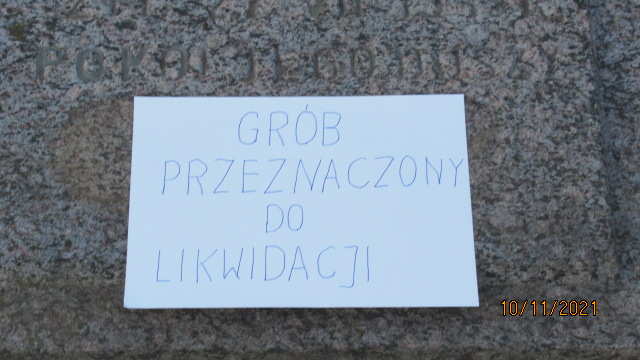 GRÓB
PRZEZNACZONY
DO
LIKWIDACJI
10/11/2021